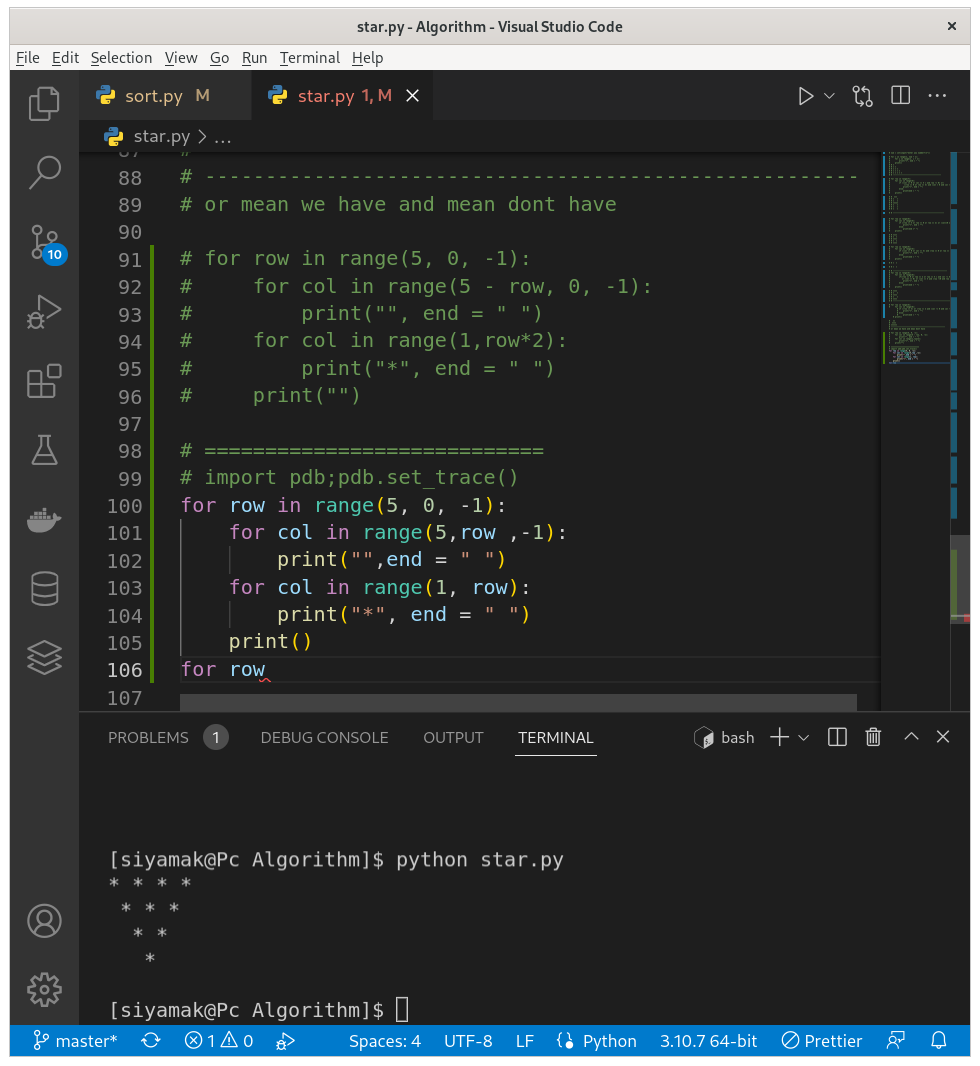 star.py - Algorithm - Visual Studio Code ×
File Edit Selection View Go Run Terminal Help
sort.py M star.py 1, M
star.py > ...
87 #
88 # ------------------------------------------------------
89 # or mean we have and mean dont have
90
91 # for row in range(5, 0, -1):
92 #     for col in range(5 - row, 0, -1):
93 #         print("", end = " ")
94 #     for col in range(1,row*2):
95 #         print("*", end = " ")
96 #     print("")
97
98 # ============================
99 # import pdb;pdb.set_trace()
100 for row in range(5, 0, -1):
101     for col in range(5,row ,-1):
102         print("",end = " ")
103     for col in range(1, row):
104         print("*", end = " ")
105     print()
106 for row
107
PROBLEMS 1 DEBUG CONSOLE OUTPUT TERMINAL bash
[siyamak@Pc Algorithm]$ python star.py
* * * *
 * * *
  * *
   *
[siyamak@Pc Algorithm]$
10
master* 1 0 Spaces: 4 UTF-8 LF Python 3.10.7 64-bit Prettier